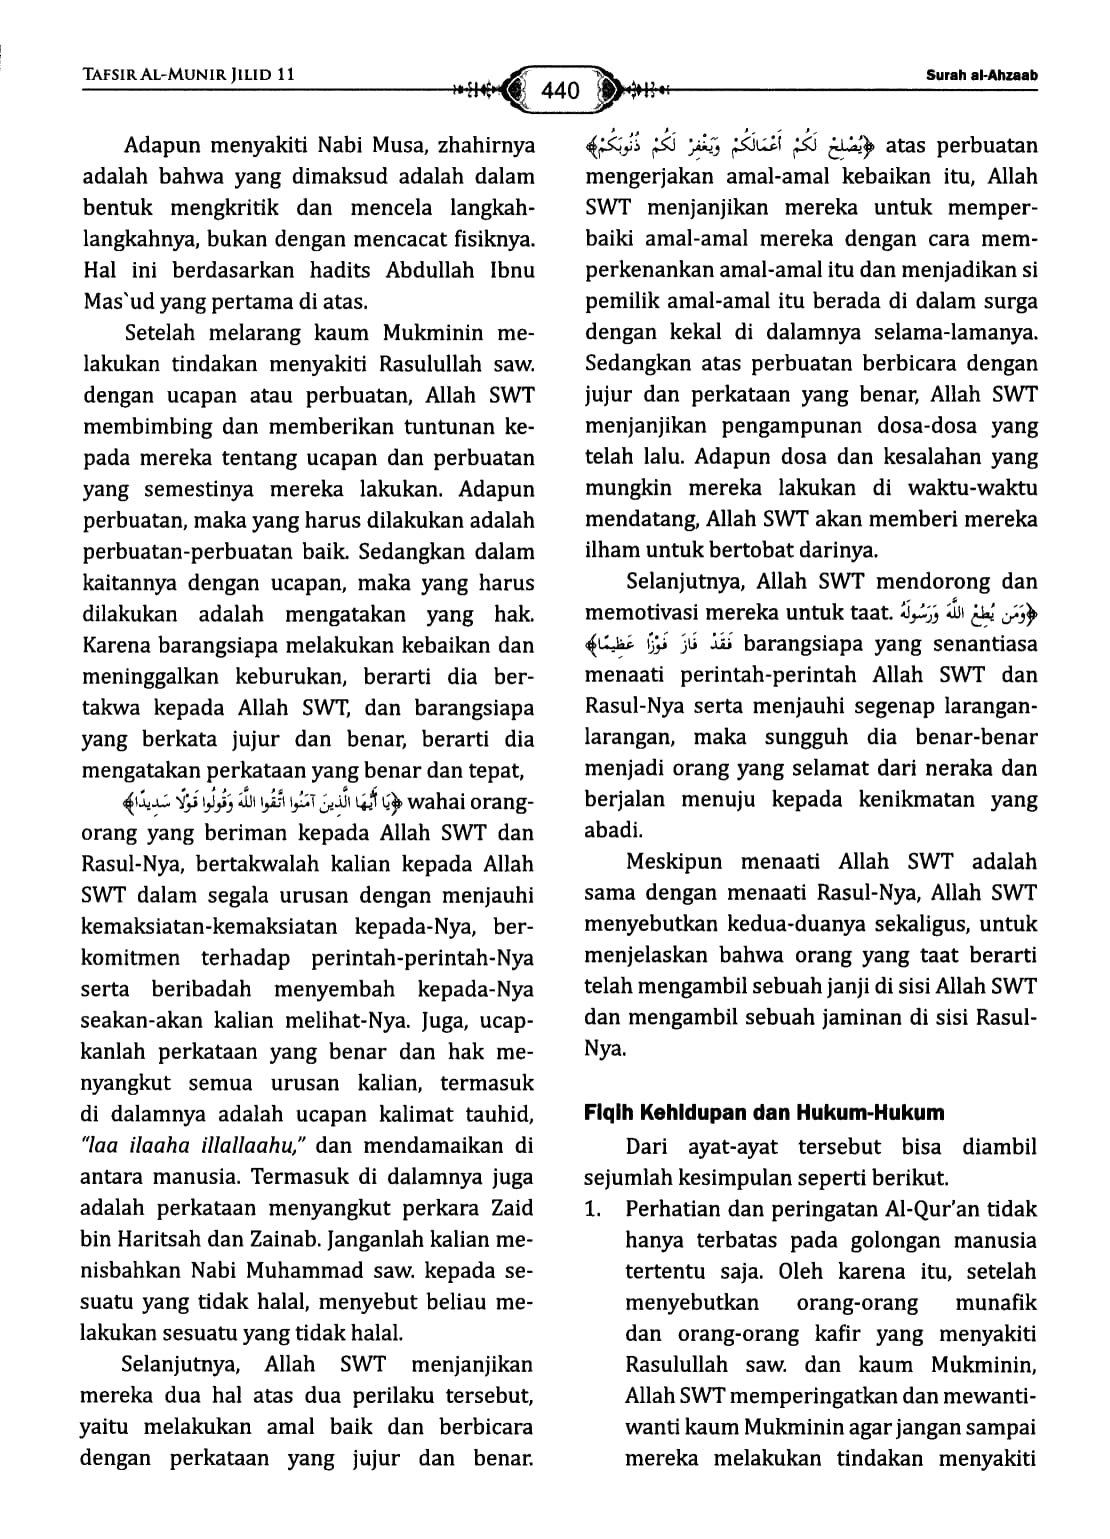 TAFSIR AL-MUNIR JILID 11
440
Surah al-Ahzaab
Adapun menyakiti Nabi Musa, zhahirnya
adalah bahwa yang dimaksud adalah dalam
bentuk mengkritik dan mencela langkah-
langkahnya, bukan dengan mencacat fisiknya.
Hal ini berdasarkan hadits Abdullah Ibnu
Mas`ud yang pertama di atas.
Setelah melarang kaum Mukminin me-
lakukan tindakan menyakiti Rasulullah saw.
dengan ucapan atau perbuatan, Allah SWT
membimbing dan memberikan tuntunan ke-
pada mereka tentang ucapan dan perbuatan
yang semestinya mereka lakukan. Adapun
perbuatan, maka yang harus dilakukan adalah
perbuatan-perbuatan baik. Sedangkan dalam
kaitannya dengan ucapan, maka yang harus
dilakukan adalah mengatakan yang hak.
Karena barangsiapa melakukan kebaikan dan
meninggalkan keburukan, berarti dia ber-
takwa kepada Allah SWT, dan barangsiapa
yang berkata jujur dan benar, berarti dia
mengatakan perkataan yang benar dan tepat,
﴿يَا أَيُّهَا الَّذِينَ آمَنُوا اتَّقُوا اللَّهَ وَقُولُوا قَوْلًا سَدِيدًا﴾ wahai orang-
orang yang beriman kepada Allah SWT dan
Rasul-Nya, bertakwalah kalian kepada Allah
SWT dalam segala urusan dengan menjauhi
kemaksiatan-kemaksiatan kepada-Nya, ber-
komitmen terhadap perintah-perintah-Nya
serta beribadah menyembah kepada-Nya
seakan-akan kalian melihat-Nya. Juga, ucap-
kanlah perkataan yang benar dan hak me-
nyangkut semua urusan kalian, termasuk
di dalamnya adalah ucapan kalimat tauhid,
“laa ilaaha illallaahu,” dan mendamaikan di
antara manusia. Termasuk di dalamnya juga
adalah perkataan menyangkut perkara Zaid
bin Haritsah dan Zainab. Janganlah kalian me-
nisbahkan Nabi Muhammad saw. kepada se-
suatu yang tidak halal, menyebut beliau me-
lakukan sesuatu yang tidak halal.
Selanjutnya, Allah SWT menjanjikan
mereka dua hal atas dua perilaku tersebut,
yaitu melakukan amal baik dan berbicara
dengan perkataan yang jujur dan benar.
﴿يُصْلِحْ لَكُمْ أَعْمَالَكُمْ وَيَغْفِرْ لَكُمْ ذُنُوبَكُمْ﴾ atas perbuatan
mengerjakan amal-amal kebaikan itu, Allah
SWT menjanjikan mereka untuk memper-
baiki amal-amal mereka dengan cara mem-
perkenankan amal-amal itu dan menjadikan si
pemilik amal-amal itu berada di dalam surga
dengan kekal di dalamnya selama-lamanya.
Sedangkan atas perbuatan berbicara dengan
jujur dan perkataan yang benar, Allah SWT
menjanjikan pengampunan dosa-dosa yang
telah lalu. Adapun dosa dan kesalahan yang
mungkin mereka lakukan di waktu-waktu
mendatang, Allah SWT akan memberi mereka
ilham untuk bertobat darinya.
Selanjutnya, Allah SWT mendorong dan
memotivasi mereka untuk taat. ﴿وَمَن يُطِعْ اللَّهَ وَرَسُولَهُ
فَقَدْ فَازَ فَوْزًا عَظِيمًا﴾ barangsiapa yang senantiasa
menaati perintah-perintah Allah SWT dan
Rasul-Nya serta menjauhi segenap larangan-
larangan, maka sungguh dia benar-benar
menjadi orang yang selamat dari neraka dan
berjalan menuju kepada kenikmatan yang
abadi.
Meskipun menaati Allah SWT adalah
sama dengan menaati Rasul-Nya, Allah SWT
menyebutkan kedua-duanya sekaligus, untuk
menjelaskan bahwa orang yang taat berarti
telah mengambil sebuah janji di sisi Allah SWT
dan mengambil sebuah jaminan di sisi Rasul-
Nya.
Fiqih Kehidupan dan Hukum-Hukum
Dari ayat-ayat tersebut bisa diambil
sejumlah kesimpulan seperti berikut.
1. Perhatian dan peringatan Al-Qur’an tidak
hanya terbatas pada golongan manusia
tertentu saja. Oleh karena itu, setelah
menyebutkan orang-orang munafik
dan orang-orang kafir yang menyakiti
Rasulullah saw. dan kaum Mukminin,
Allah SWT memperingatkan dan mewanti-
wanti kaum Mukminin agar jangan sampai
mereka melakukan tindakan menyakiti